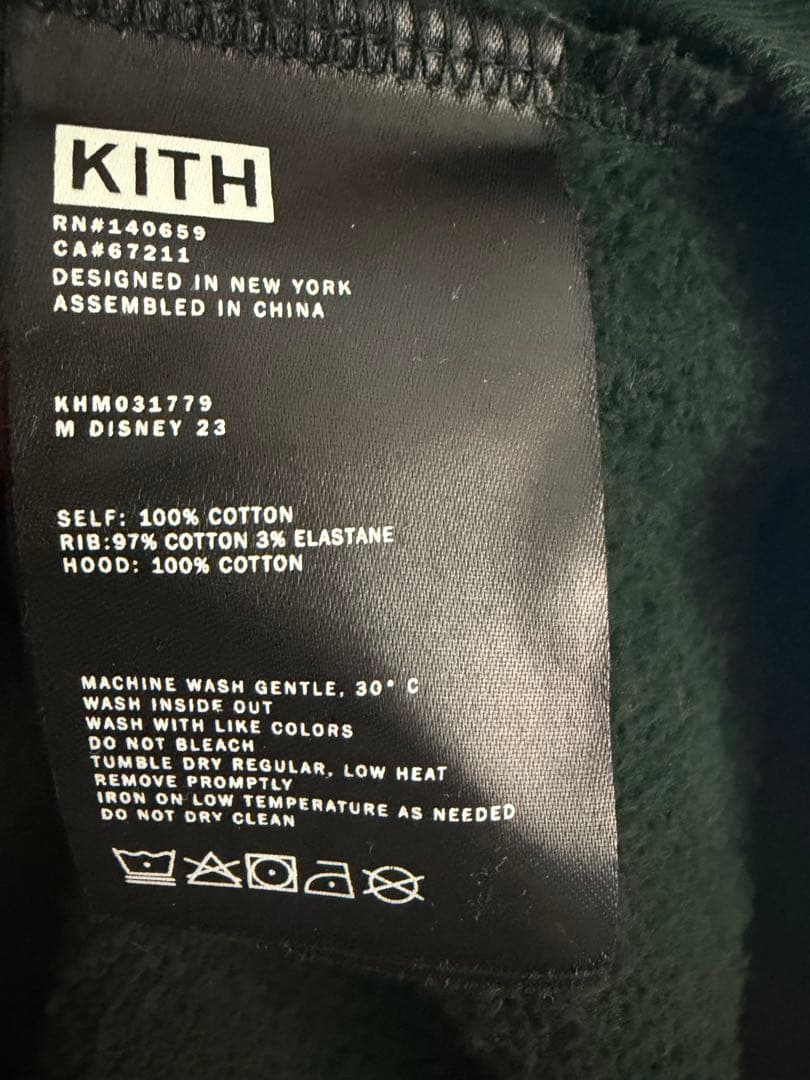 KITH
RN#140659
CA#67211
DESIGNED IN NEW YORK
ASSEMBLED IN CHINA
KHM031779
M DISNEY 23
SELF: 100% COTTON
RIB:97% COTTON 3% ELASTANE
HOOD: 100% COTTON
MACHINE WASH GENTLE, 30° C
WASH INSIDE OUT
WASH WITH LIKE COLORS
DO NOT BLEACH
TUMBLE DRY REGULAR, LOW HEAT
REMOVE PROMPTLY
IRON ON LOW TEMPERATURE AS NEEDED
DO NOT DRY CLEAN